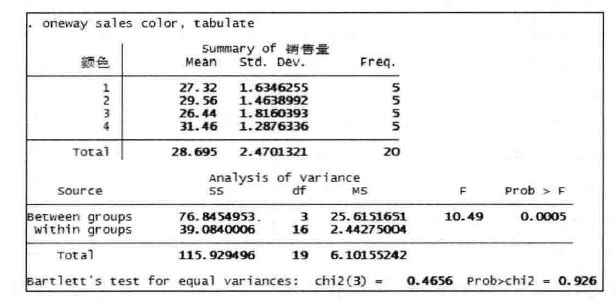 . oneway sales color, tabulate
Summary of 销售量
颜色 Mean Std. Dev. Freq.
1 27.32 1.6346255 5
2 29.56 1.4638992 5
3 26.44 1.8160393 5
4 31.46 1.2876336 5
Total 28.695 2.4701321 20
Analysis of Variance
Source SS df MS F Prob > F
Between groups 76.8454953. 3 25.6151651 10.49 0.0005
Within groups 39.0840006 16 2.44275004
Total 115.929496 19 6.10155242
Bartlett's test for equal variances: chi2(3) = 0.4656 Prob>chi2 = 0.926